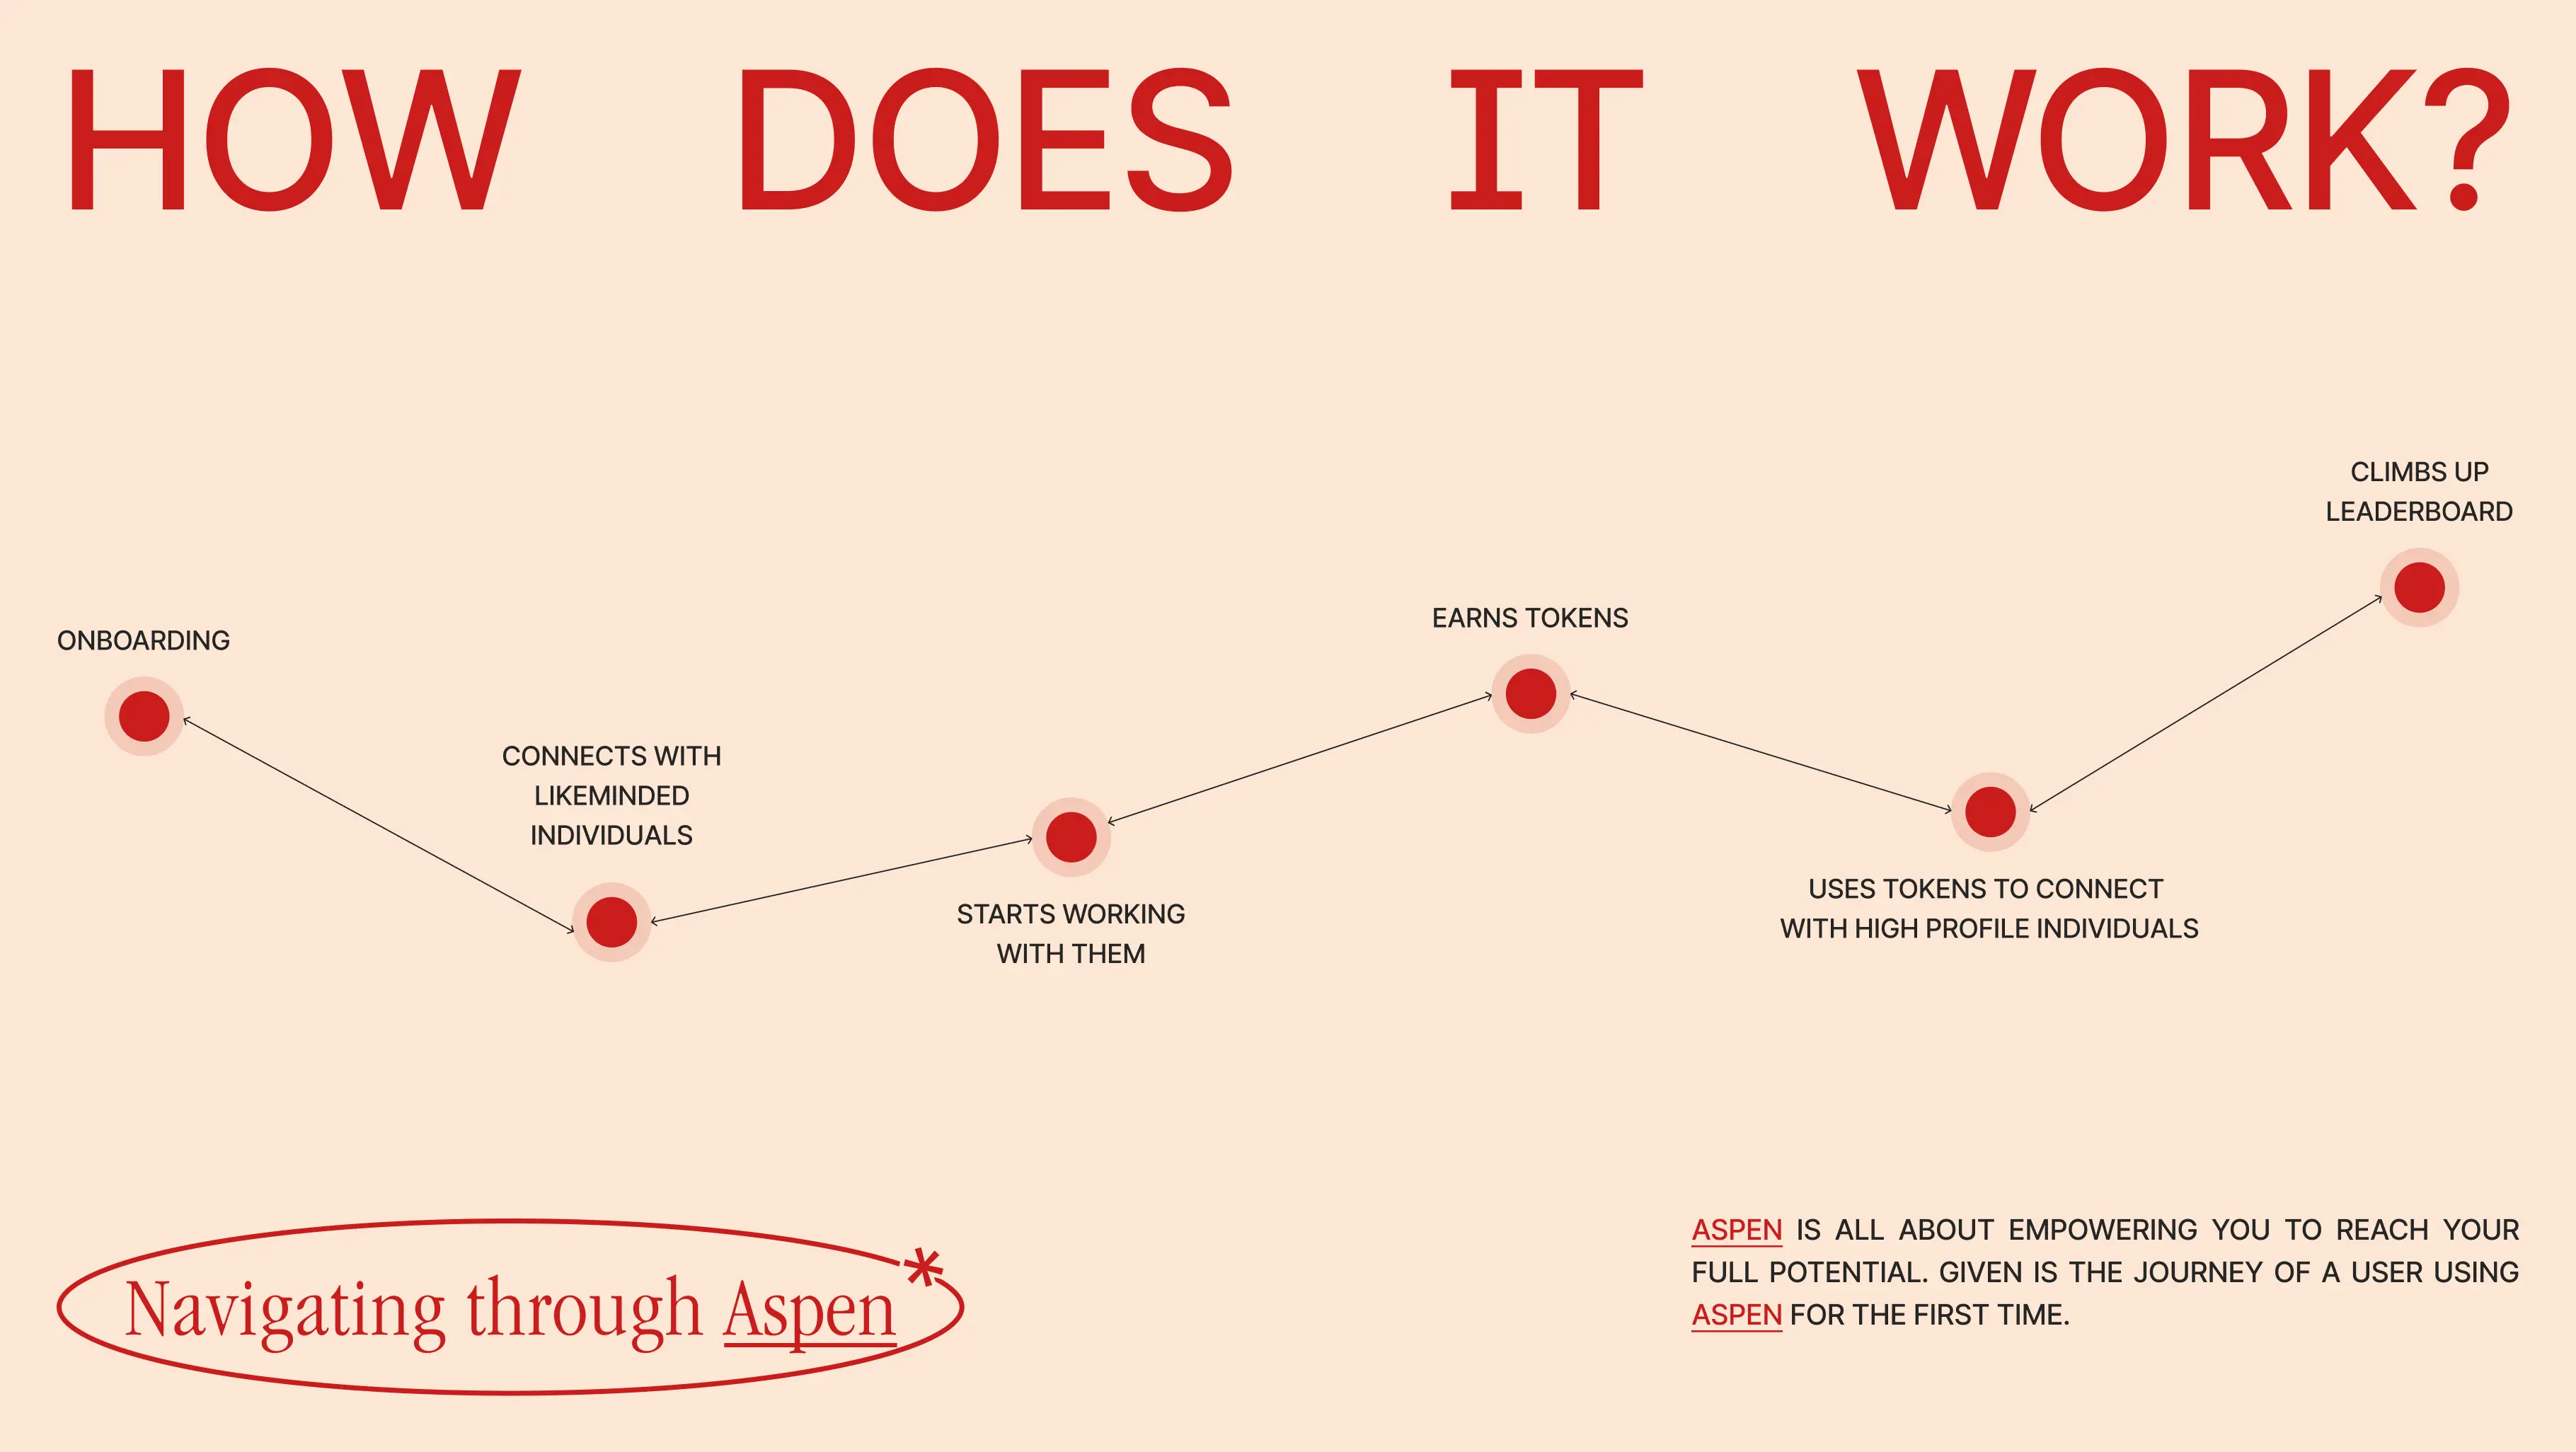 HOW DOES IT WORK?
CLIMBS UP
LEADERBOARD
EARNS TOKENS
ONBOARDING
CONNECTS WITH
LIKEMINDED
INDIVIDUALS
STARTS WORKING
WITH THEM
USES TOKENS TO CONNECT
WITH HIGH PROFILE INDIVIDUALS
Navigating through Aspen*
ASPEN IS ALL ABOUT EMPOWERING YOU TO REACH YOUR
FULL POTENTIAL. GIVEN IS THE JOURNEY OF A USER USING
ASPEN FOR THE FIRST TIME.